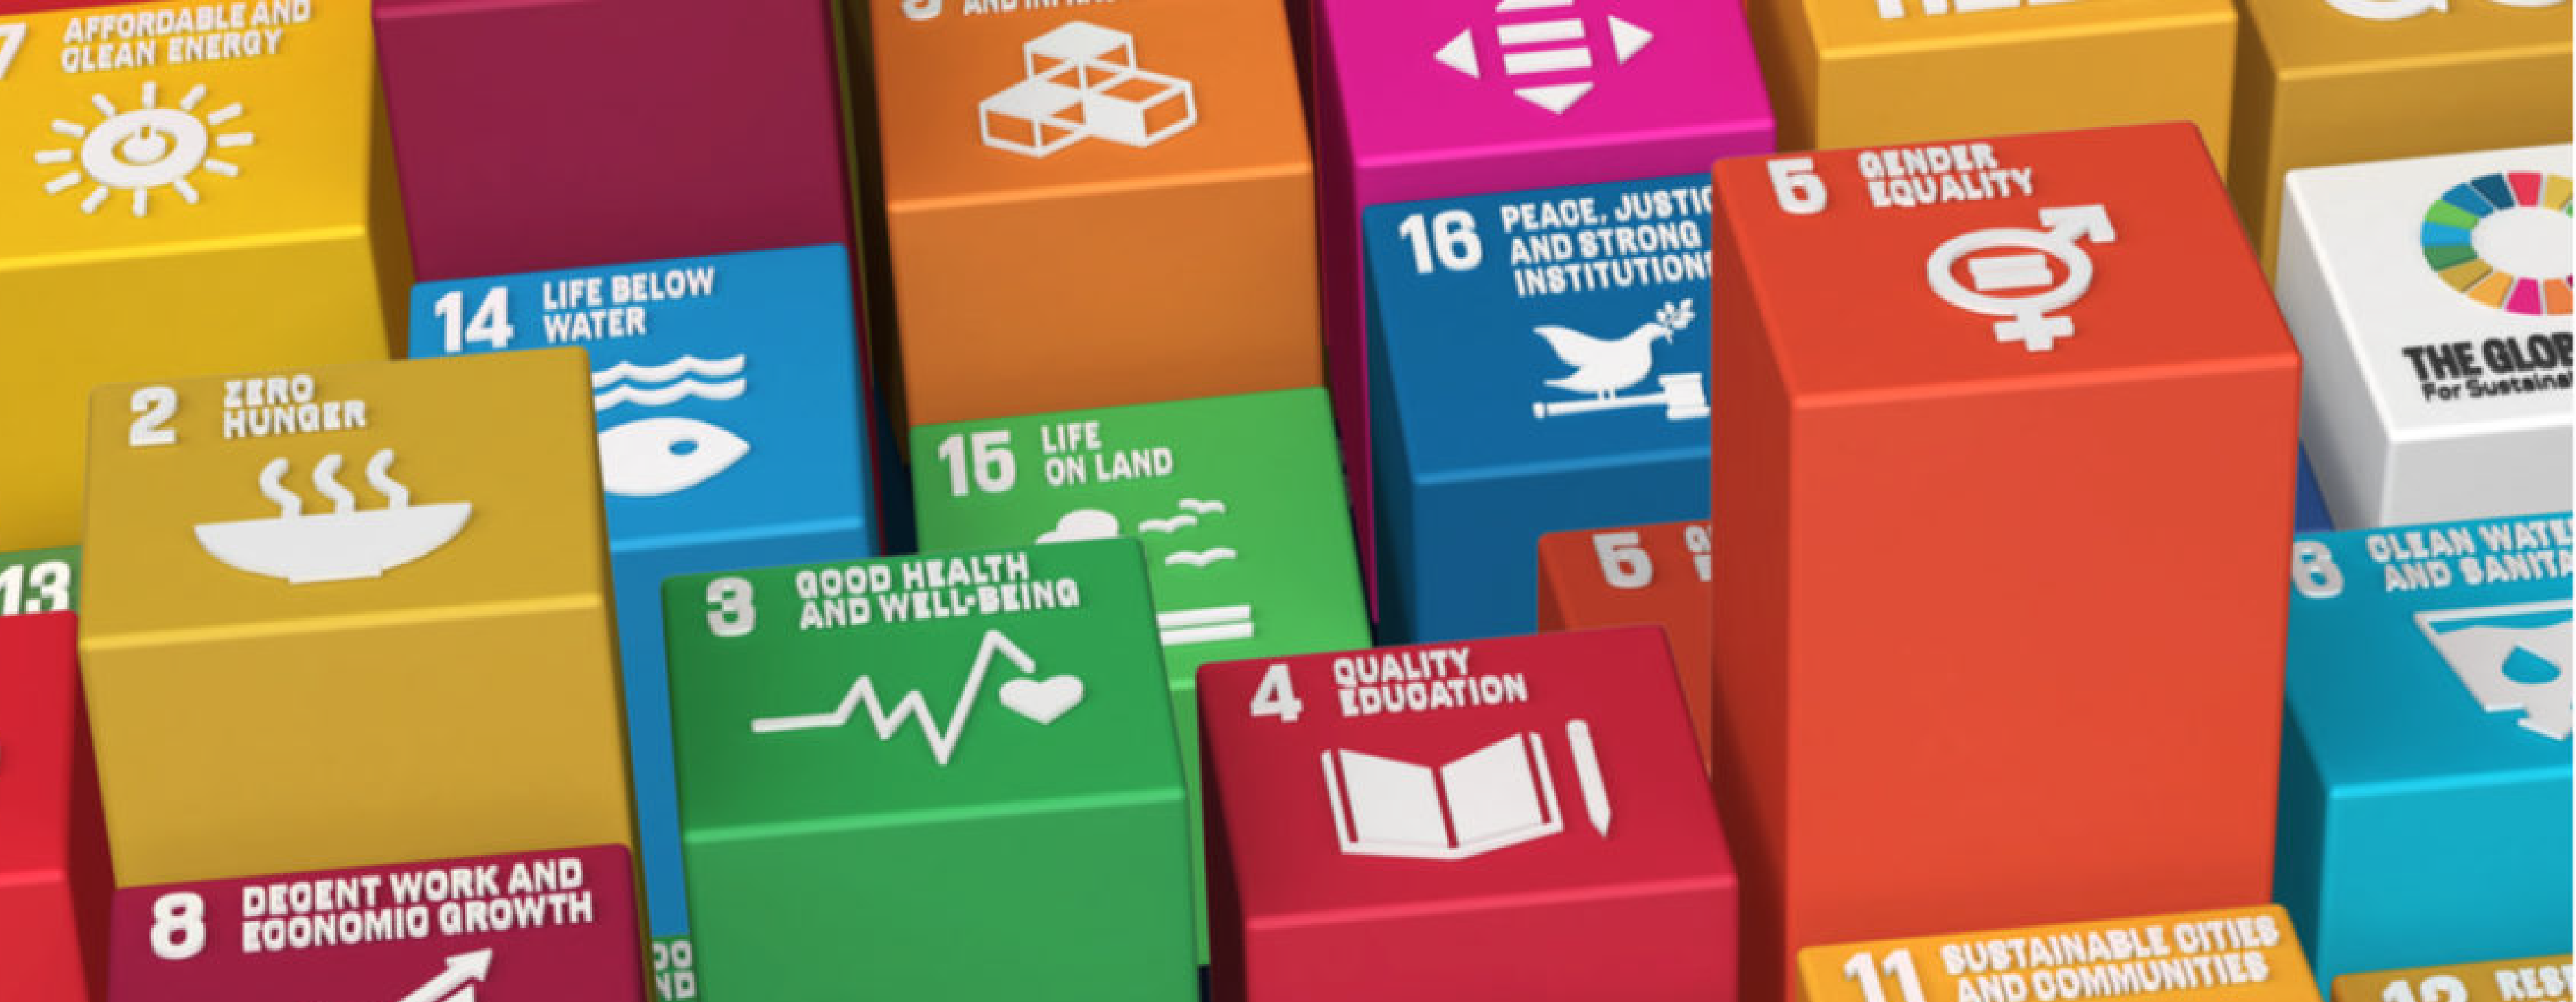 7 AFFORDABLE AND
CLEAN ENERGY
16 PEACE, JUSTIC
AND STRONG
INSTITUTION
5 GENDER
EQUALITY
14 LIFE BELOW
WATER
THE GLOB
For Sustaina
2 ZERO
HUNGER
15 LIFE
ON LAND
13
3 GOOD HEALTH
AND WELL-BEING
5 G
6 CLEAN WATE
AND SANITA
4 QUALITY
EDUCATION
8 DECENT WORK AND
ECONOMIC GROWTH
11 SUSTAINABLE CITIES
AND COMMUNITIES
12 RES